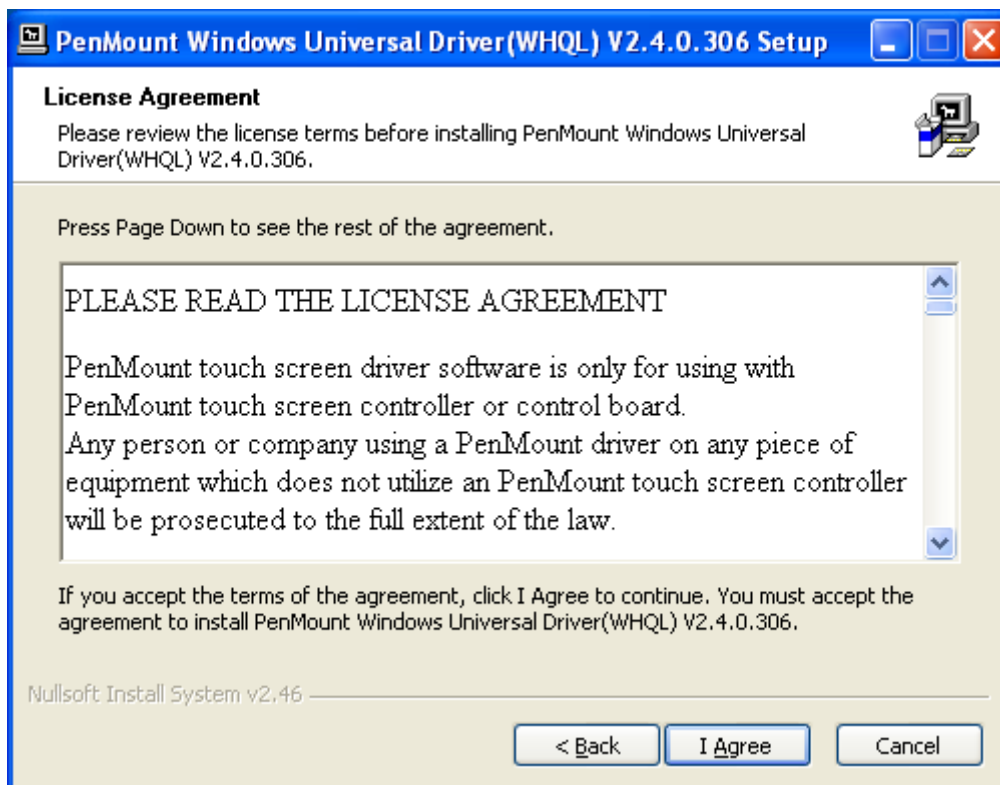 PenMount Windows Universal Driver(WHQL) V2.4.0.306 Setup
License Agreement
Please review the license terms before installing PenMount Windows Universal
Driver(WHQL) V2.4.0.306.
Press Page Down to see the rest of the agreement.
PLEASE READ THE LICENSE AGREEMENT
PenMount touch screen driver software is only for using with
PenMount touch screen controller or control board.
Any person or company using a PenMount driver on any piece of
equipment which does not utilize an PenMount touch screen controller
will be prosecuted to the full extent of the law.
If you accept the terms of the agreement, click I Agree to continue. You must accept the
agreement to install PenMount Windows Universal Driver(WHQL) V2.4.0.306.
Nullsoft Install System v2.46
< Back I Agree Cancel